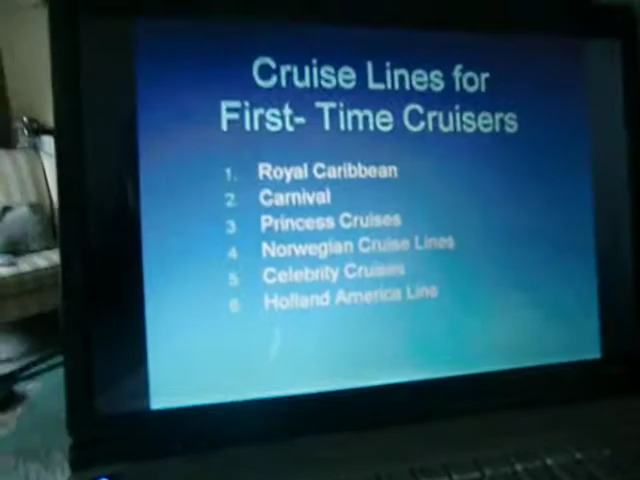 Cruise Lines for
First- Time Cruisers
1. Royal Caribbean
2 Carnival
3 Princess Cruises
4 Norwegian Cruise Lines
5 Celebrity Cruises
6 Holland America Line